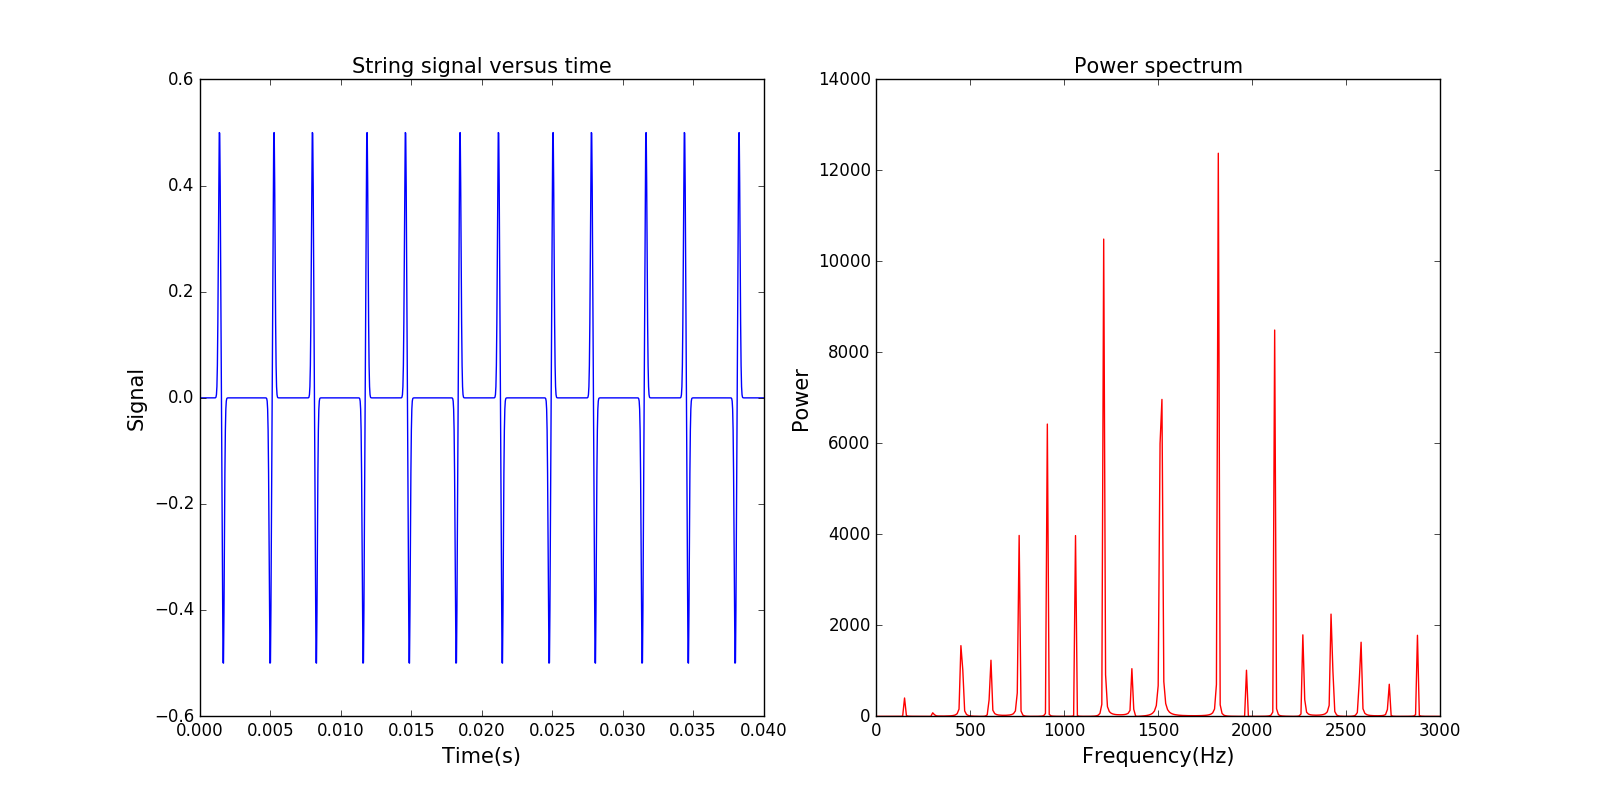 String signal versus time
0.6
0.4
0.2
0.0
−0.2
−0.4
−0.6
Signal
0.000 0.005 0.010 0.015 0.020 0.025 0.030 0.035 0.040
Time(s)
Power spectrum
14000
12000
10000
8000
6000
4000
2000
0
Power
0 500 1000 1500 2000 2500 3000
Frequency(Hz)